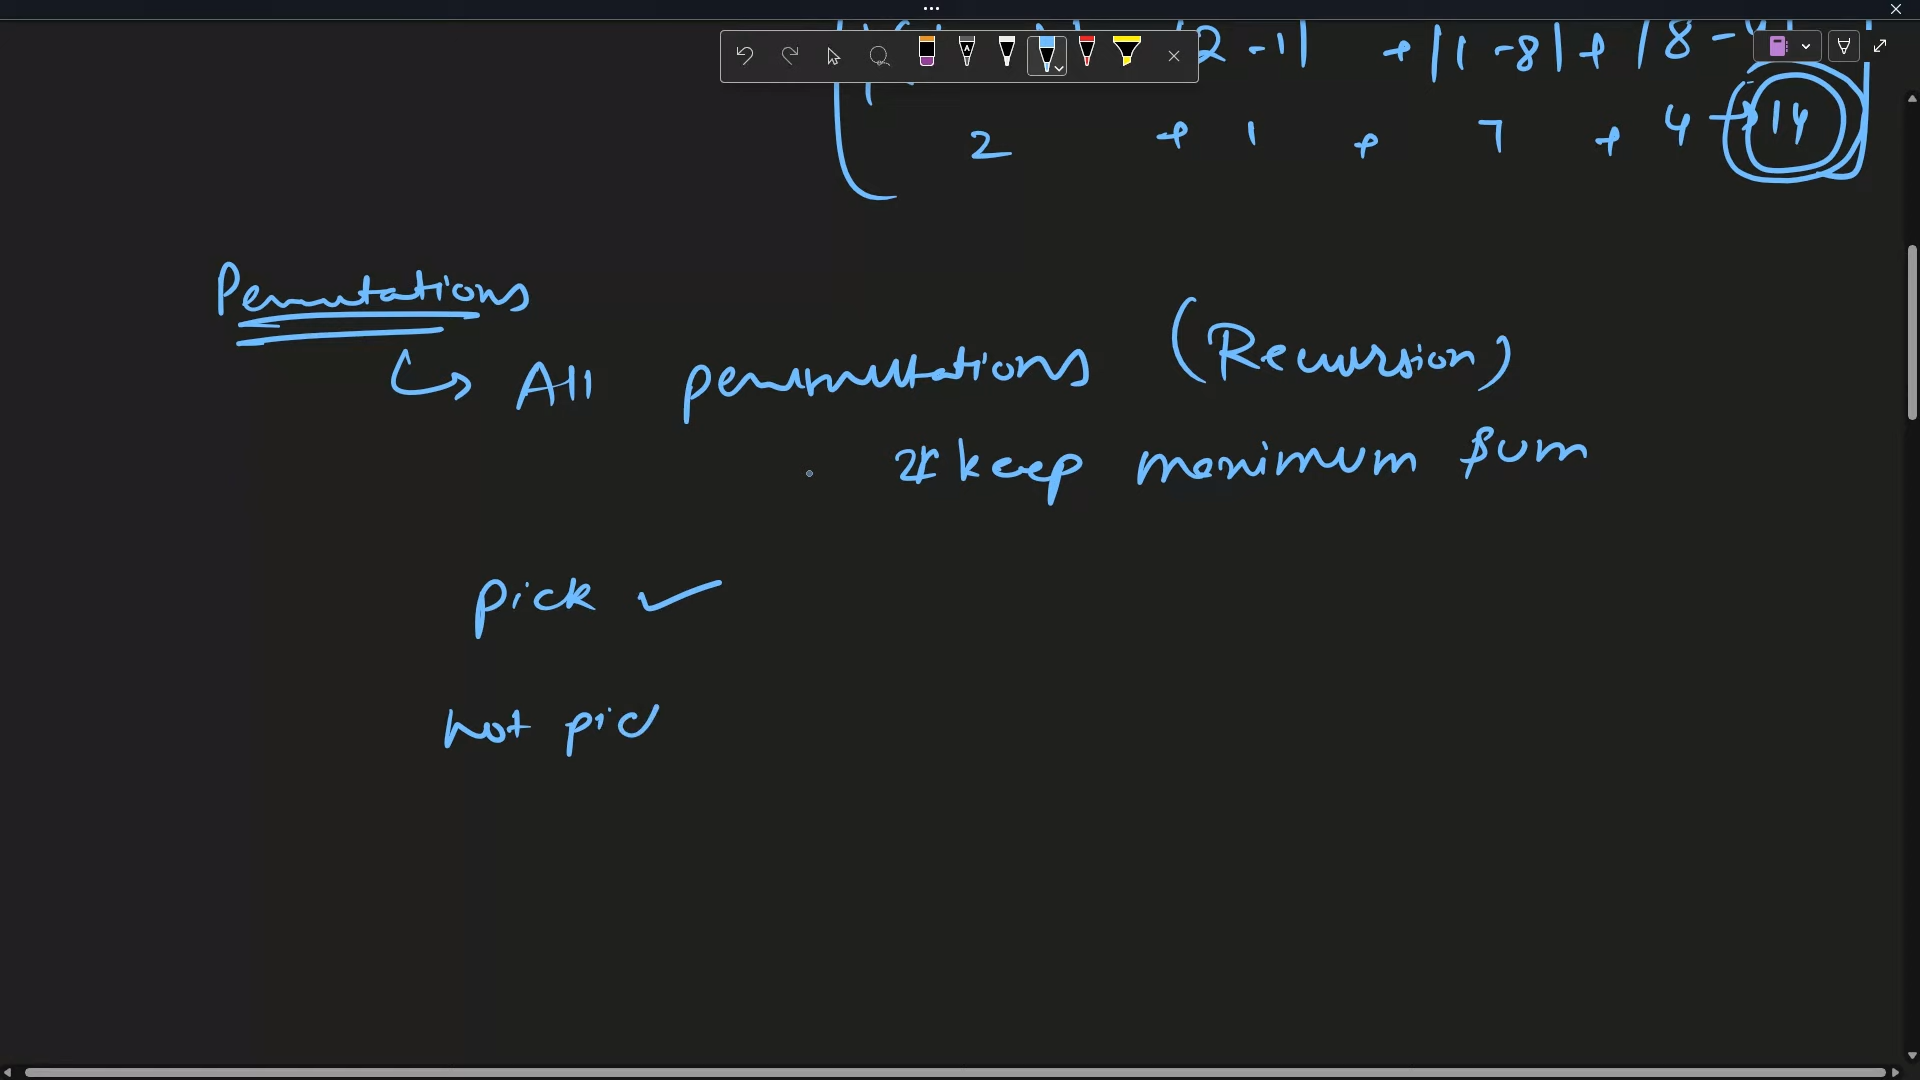 2 - 1| + |1 - 8| + |8 - 4|
2 + 1 + 7 + 4 → 14
Permutations
↳ All permutations (Recursion)
& keep maximum sum
pick ✓
not pic